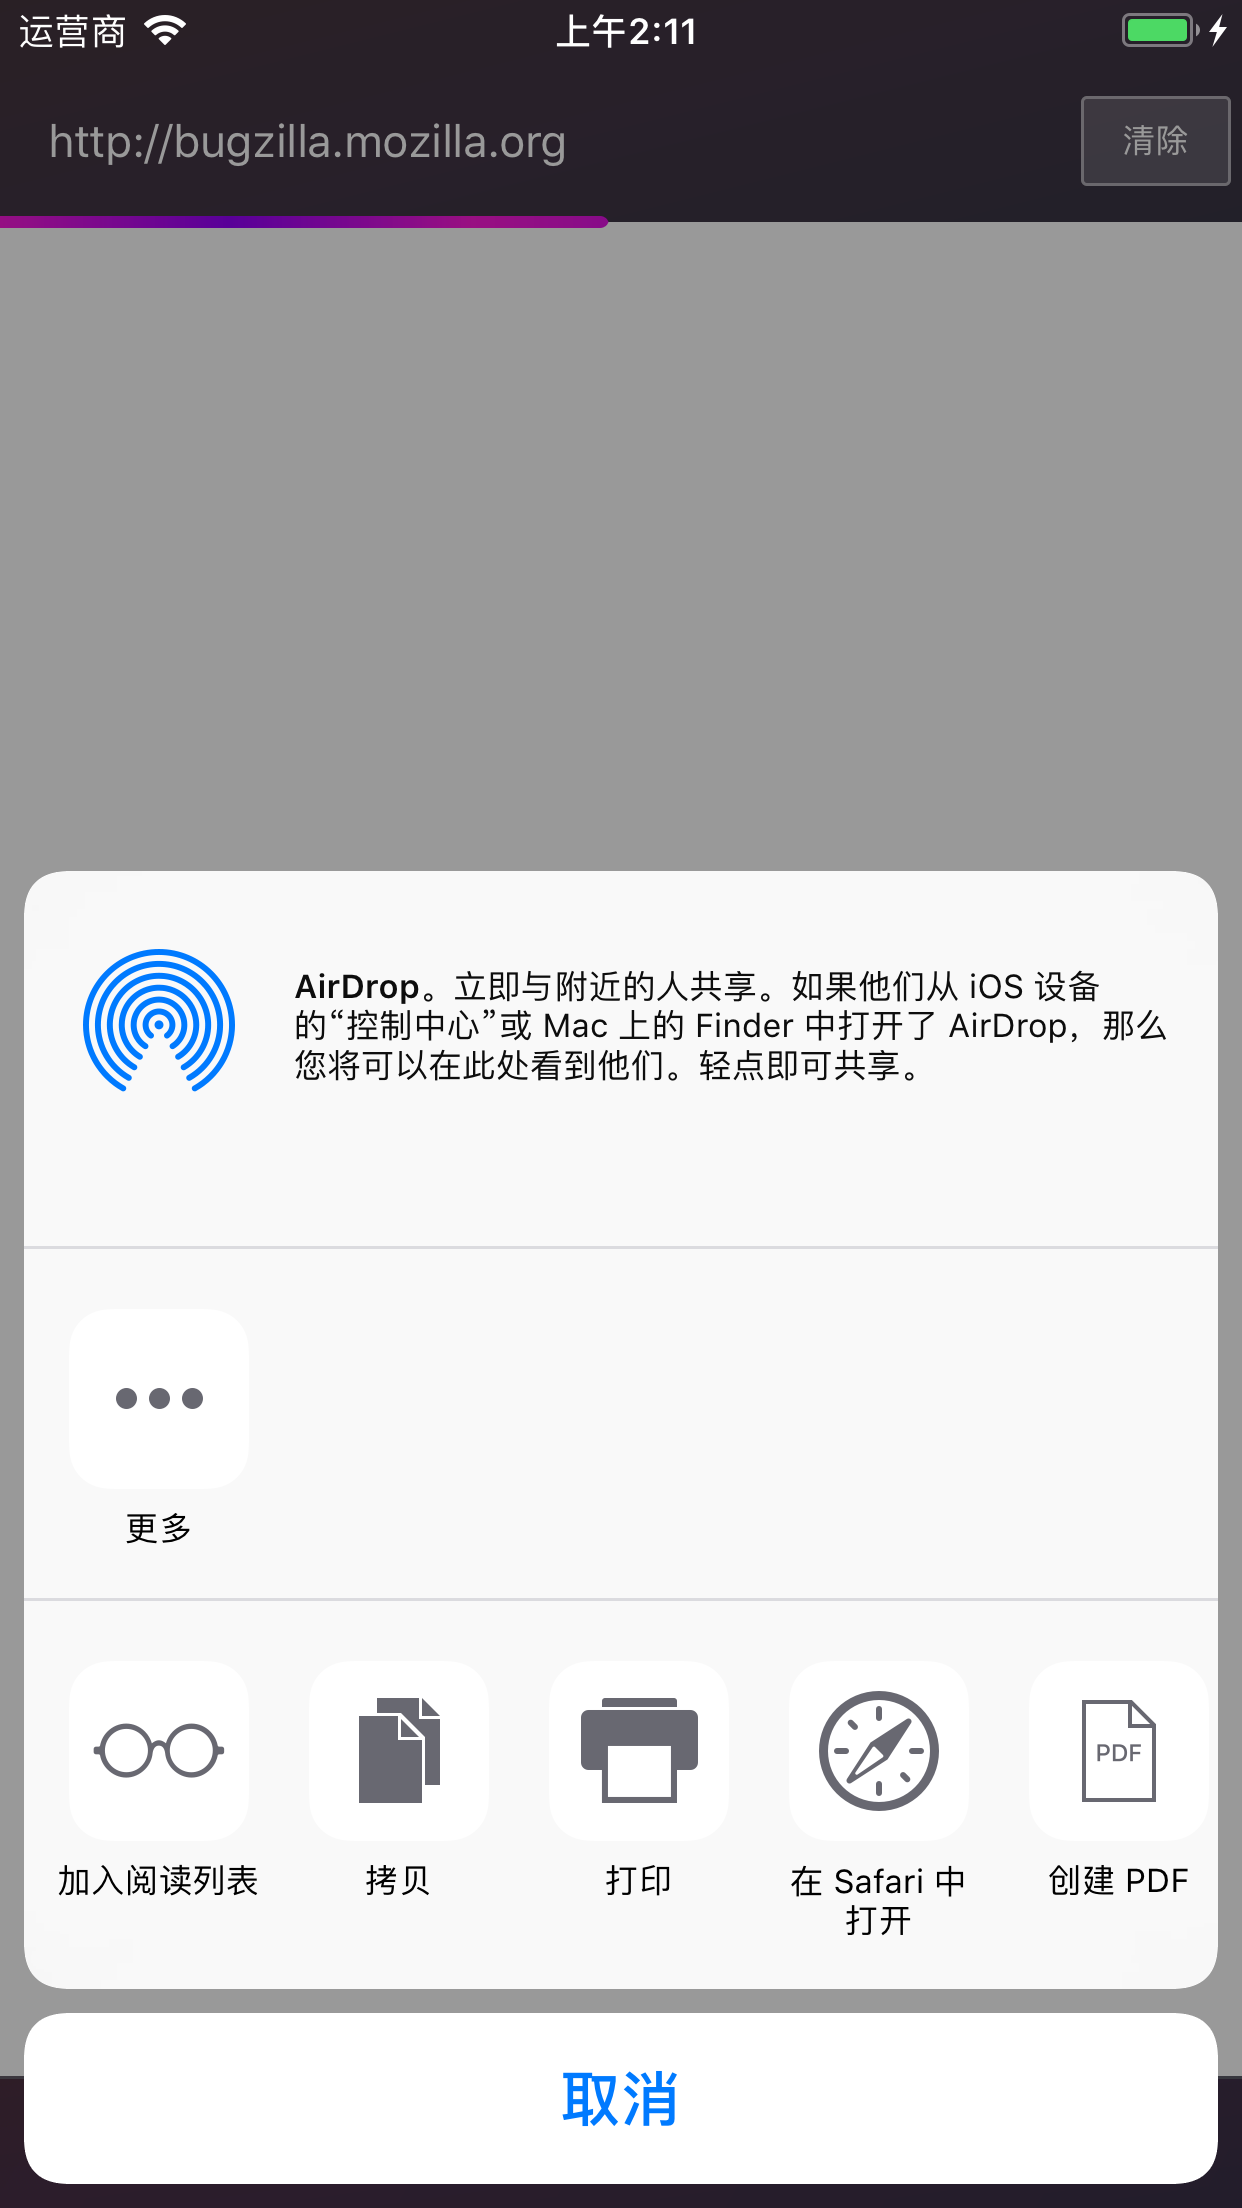 运营商
上午2:11
http://bugzilla.mozilla.org
清除
AirDrop。立即与附近的人共享。如果他们从 iOS 设备
的“控制中心”或 Mac 上的 Finder 中打开了 AirDrop，那么
您将可以在此处看到他们。轻点即可共享。
更多
加入阅读列表
拷贝
打印
在 Safari 中
打开
PDF
创建 PDF
取消